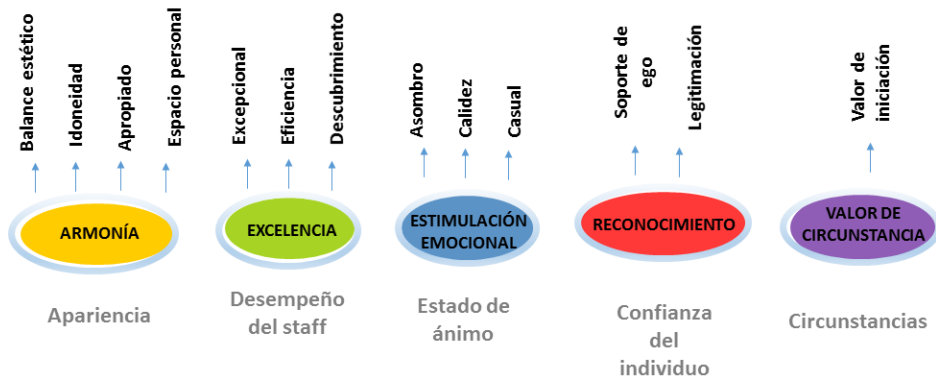 Balance estético
Idoneidad
Apropiado
Espacio personal
Excepcional
Eficiencia
Descubrimiento
Asombro
Calidez
Casual
Soporte de
ego
Legitimación
Valor de
iniciación
ARMONÍA
EXCELENCIA
ESTIMULACIÓN
EMOCIONAL
RECONOCIMIENTO
VALOR DE
CIRCUNSTANCIA
Apariencia
Desempeño
del staff
Estado de
ánimo
Confianza
del
individuo
Circunstancias